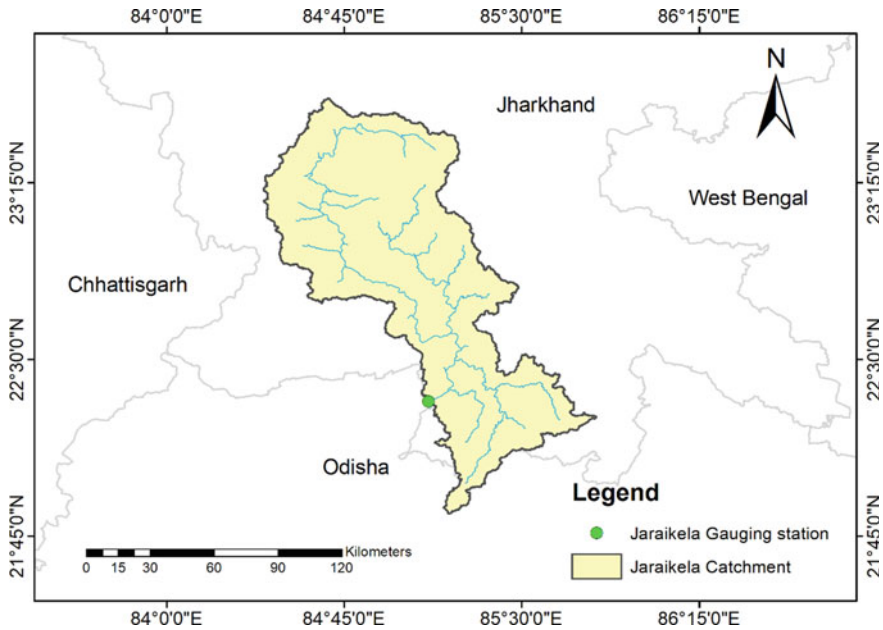 84°0'0"E 84°45'0"E 85°30'0"E 86°15'0"E
N
Jharkhand
23°15'0"N 23°15'0"N
West Bengal
Chhattisgarh
22°30'0"N 22°30'0"N
Odisha
Legend
21°45'0"N 21°45'0"N
Jaraikela Gauging station
Kilometers
0 15 30 60 90 120
Jaraikela Catchment
84°0'0"E 84°45'0"E 85°30'0"E 86°15'0"E